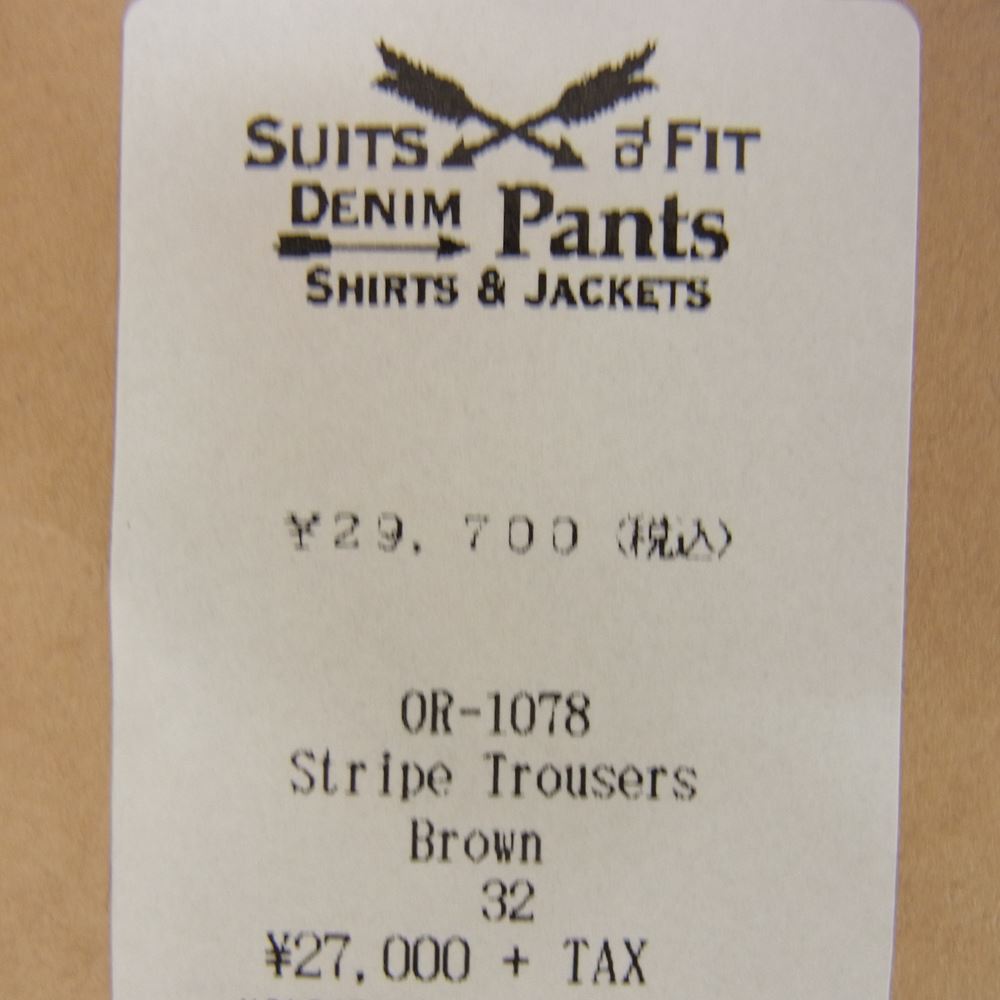 SUITS d'FIT
DENIM Pants
SHIRTS & JACKETS
¥29,700 (税込)
OR-1078
Stripe Trousers
Brown
32
¥27,000 + TAX